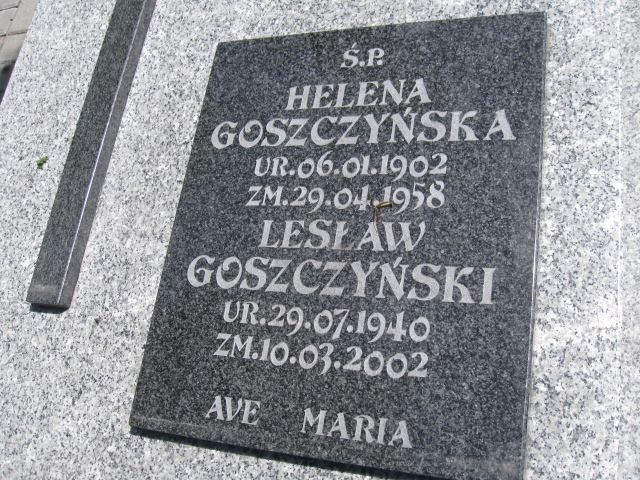 Ś.P.
HELENA
GOSZCZYŃSKA
UR.06.01.1902
ZM.29.04.1958
LESŁAW
GOSZCZYŃSKI
UR.29.07.1940
ZM.10.03.2002
AVE MARIA